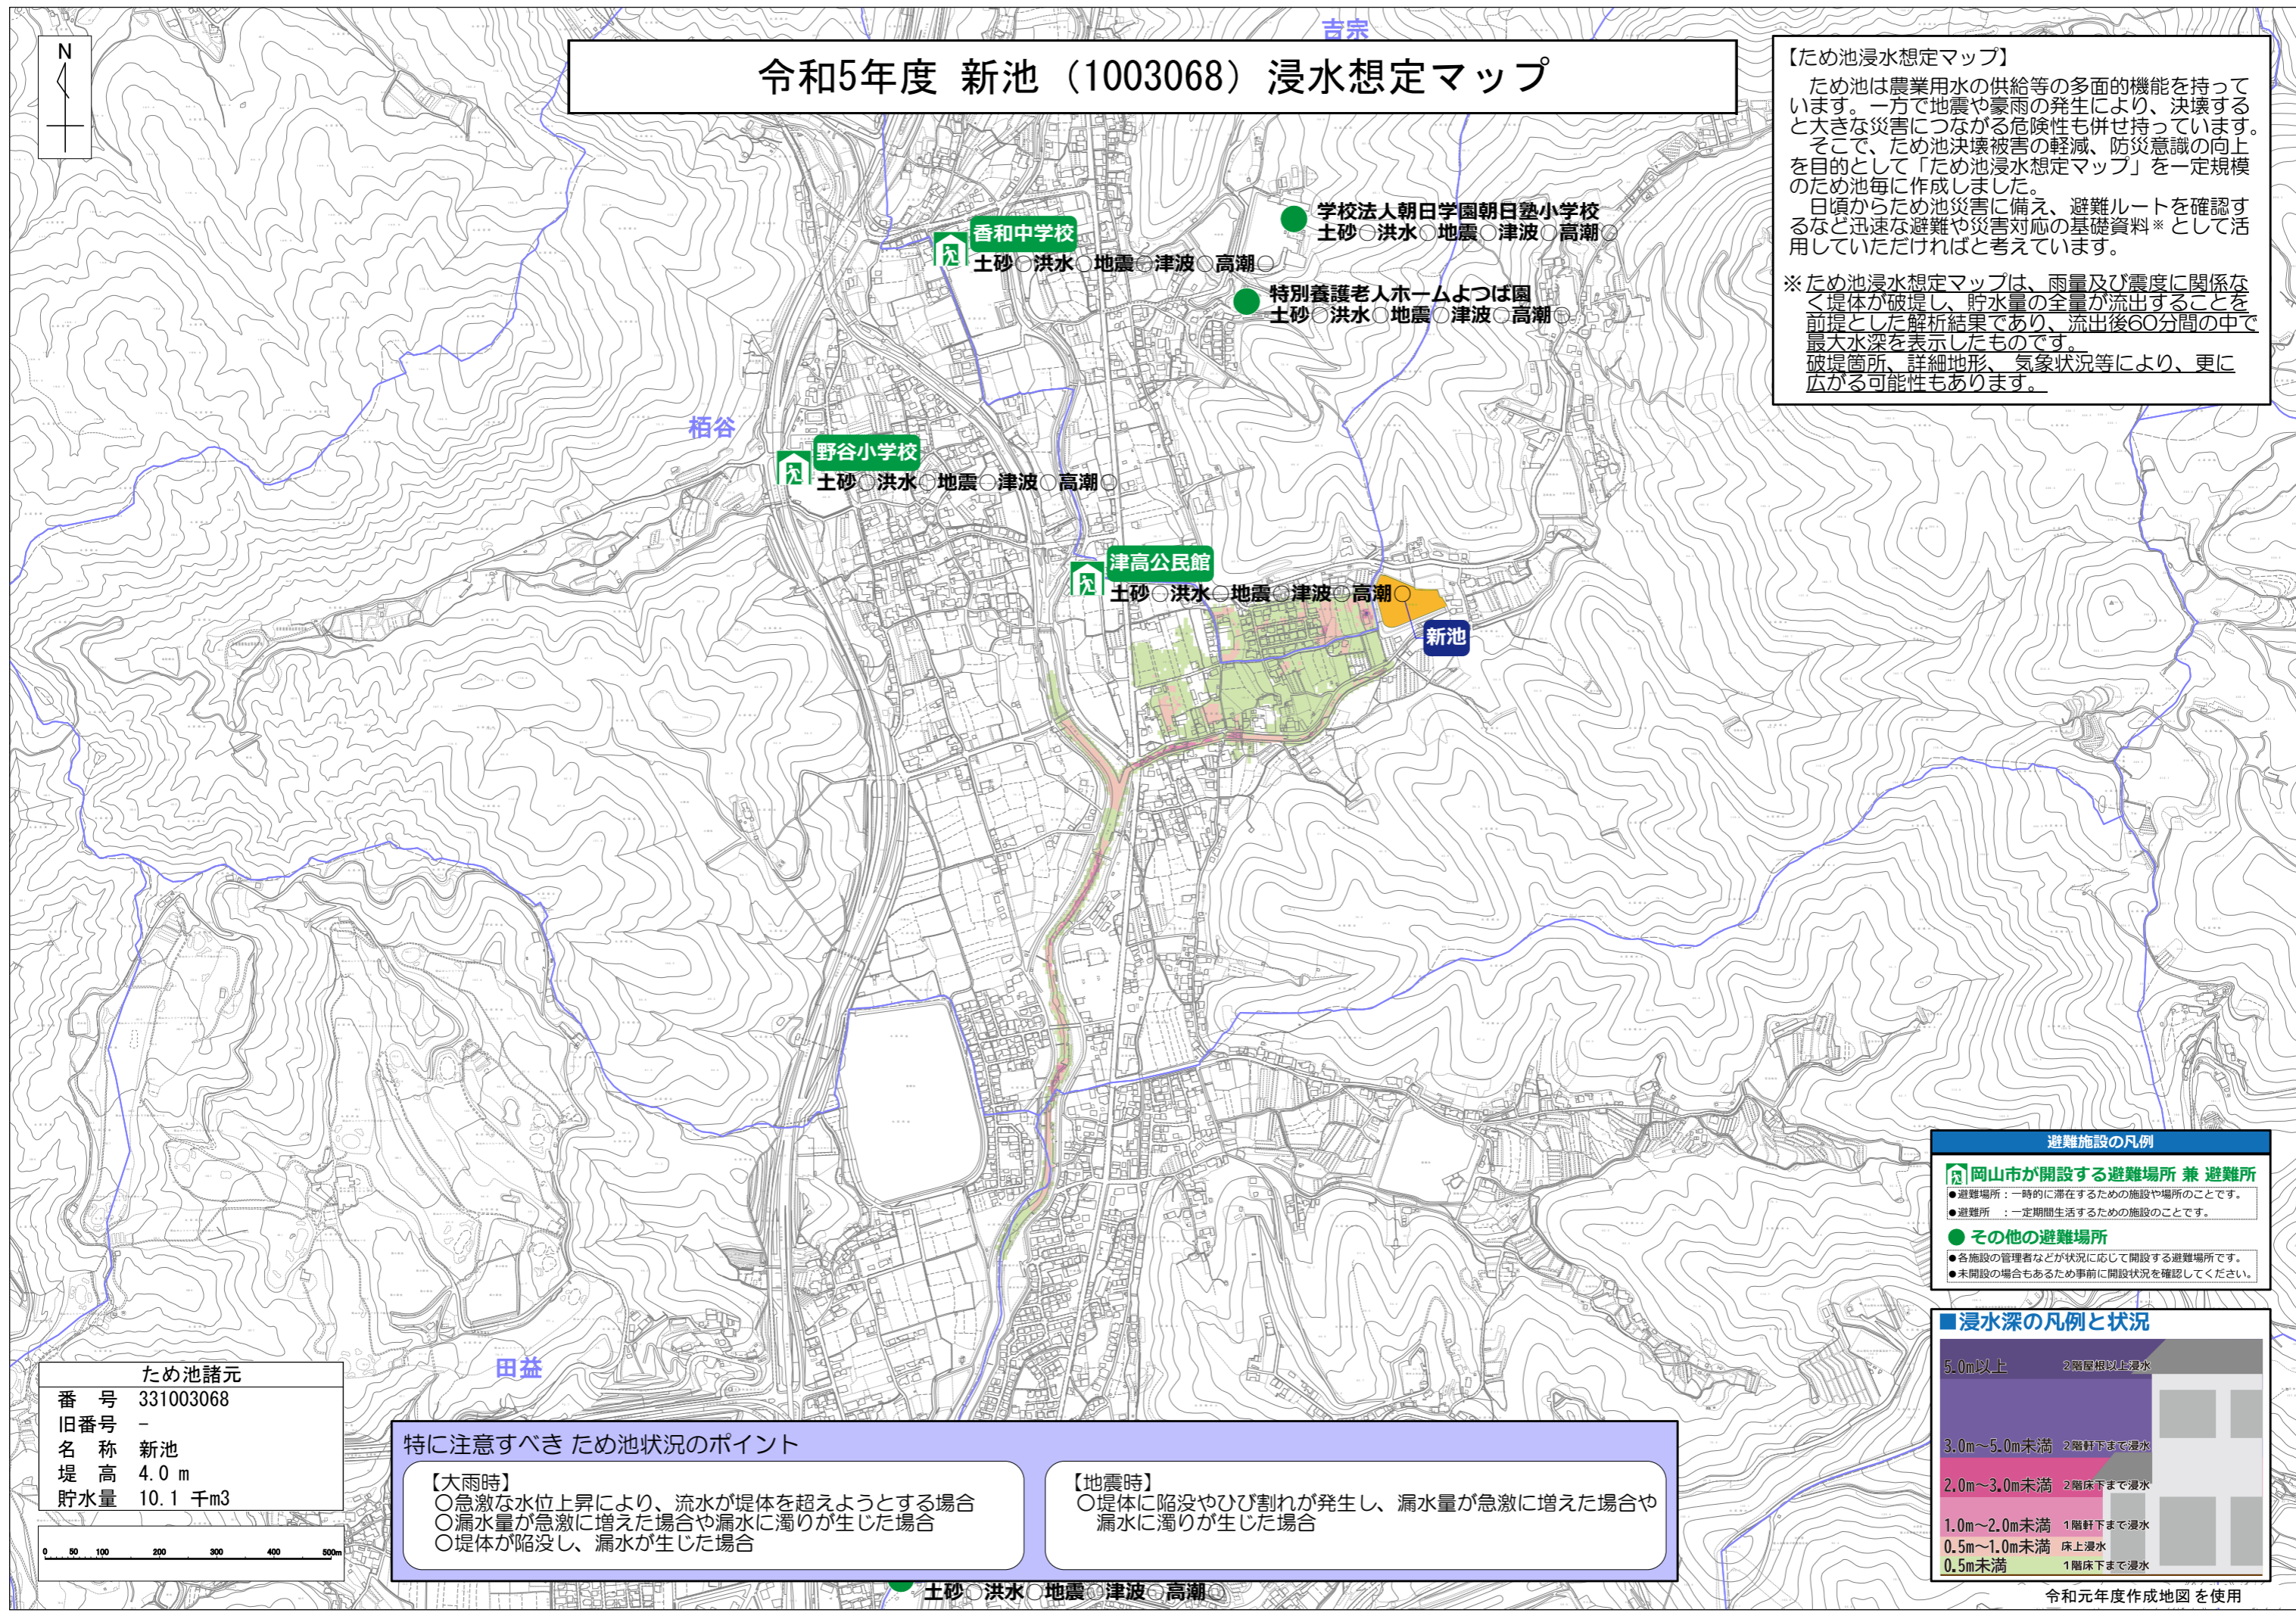 吉宗
N
令和5年度 新池（1003068）浸水想定マップ
【ため池浸水想定マップ】
ため池は農業用水の供給等の多面的機能を持って
います。一方で地震や豪雨の発生により、決壊する
と大きな災害につながる危険性も併せ持っています。
そこで、ため池決壊被害の軽減、防災意識の向上
を目的として「ため池浸水想定マップ」を一定規模
のため池毎に作成しました。
日頃からため池災害に備え、避難ルートを確認す
るなど迅速な避難や災害対応の基礎資料※として活
用していただければと考えています。
※ため池浸水想定マップは、雨量及び震度に関係な
く堤体が破堤し、貯水量の全量が流出することを
前提とした解析結果であり、流出後60分間の中で
最大水深を表示したものです。
破堤箇所、詳細地形、気象状況等により、更に
広がる可能性もあります。
学校法人朝日学園朝日塾小学校
土砂○洪水○地震○津波○高潮○
香和中学校
土砂○洪水○地震○津波○高潮○
特別養護老人ホームよつば園
土砂○洪水○地震○津波○高潮○
栢谷
野谷小学校
土砂○洪水○地震○津波○高潮○
津高公民館
土砂○洪水○地震○津波○高潮○
新池
田益
避難施設の凡例
岡山市が開設する避難場所 兼 避難所
●避難場所：一時的に滞在するための施設や場所のことです。
●避難所　：一定期間生活するための施設のことです。
● その他の避難場所
●各施設の管理者などが状況に応じて開設する避難場所です。
●未開設の場合もあるため事前に開設状況を確認してください。
■浸水深の凡例と状況
5.0m以上 2階屋根以上浸水
3.0m～5.0m未満 2階軒下まで浸水
2.0m～3.0m未満 2階床下まで浸水
1.0m～2.0m未満 1階軒下まで浸水
0.5m～1.0m未満 床上浸水
0.5m未満 1階床下まで浸水
令和元年度作成地図を使用
ため池諸元
番　号 331003068
旧番号 −
名　称 新池
堤　高 4.0 m
貯水量 10.1 千m3
0 50 100 200 300 400 500m
特に注意すべき ため池状況のポイント
【大雨時】
○急激な水位上昇により、流水が堤体を超えようとする場合
○漏水量が急激に増えた場合や漏水に濁りが生じた場合
○堤体が陥没し、漏水が生じた場合
【地震時】
○堤体に陥没やひび割れが発生し、漏水量が急激に増えた場合や
漏水に濁りが生じた場合
土砂○洪水○地震○津波○高潮○